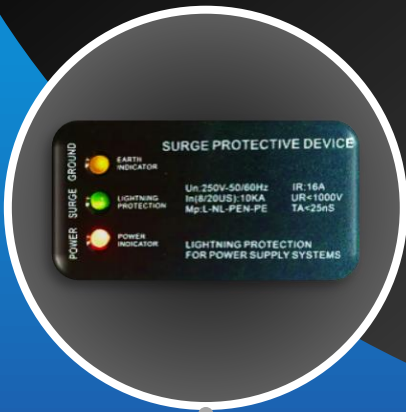 SURGE PROTECTIVE DEVICE
GROUND
EARTH
INDICATOR
SURGE
LIGHTNING
PROTECTION
POWER
POWER
INDICATOR
Un:250V-50/60Hz
In(8/20US):10KA
Mp:L-NL-PEN-PE
IR:16A
UR<1000V
TA<25nS
LIGHTNING PROTECTION
FOR POWER SUPPLY SYSTEMS